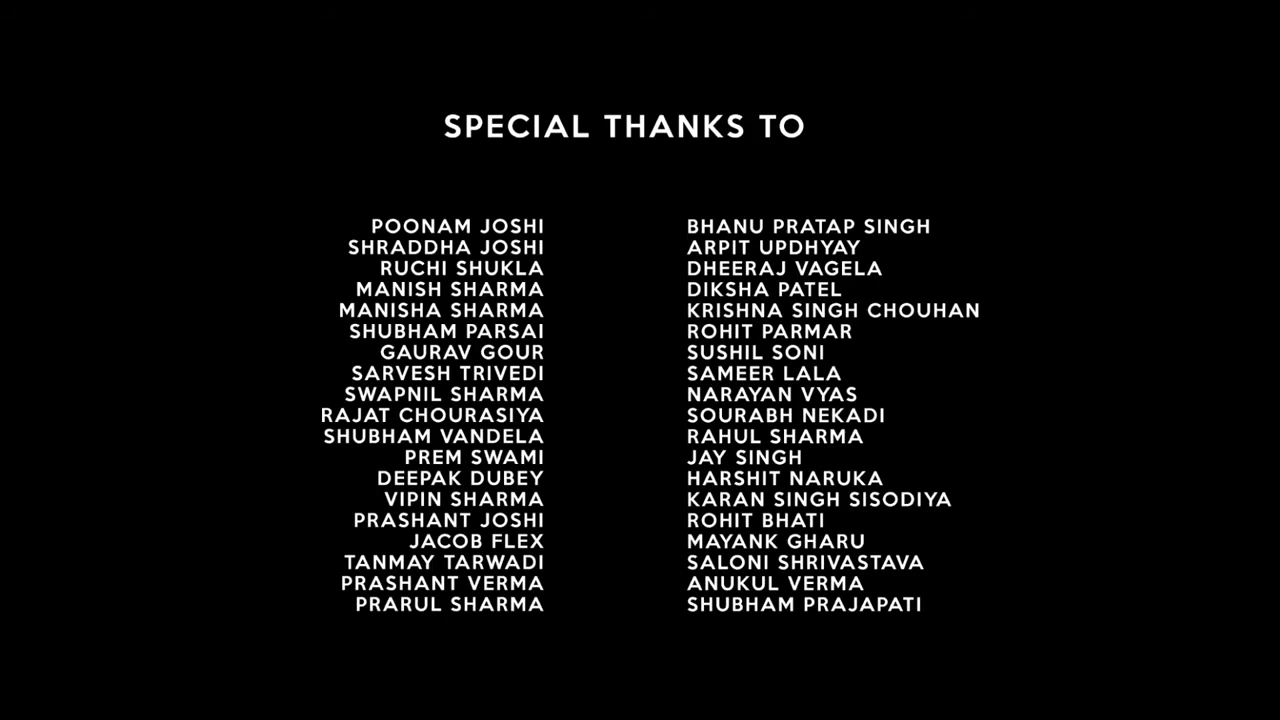 SPECIAL THANKS TO
POONAM JOSHI
SHRADDHA JOSHI
RUCHI SHUKLA
MANISH SHARMA
MANISHA SHARMA
SHUBHAM PARSAI
GAURAV GOUR
SARVESH TRIVEDI
SWAPNIL SHARMA
RAJAT CHOURASIYA
SHUBHAM VANDELA
PREM SWAMI
DEEPAK DUBEY
VIPIN SHARMA
PRASHANT JOSHI
JACOB FLEX
TANMAY TARWADI
PRASHANT VERMA
PRARUL SHARMA
BHANU PRATAP SINGH
ARPIT UPDHYAY
DHEERAJ VAGELA
DIKSHA PATEL
KRISHNA SINGH CHOUHAN
ROHIT PARMAR
SUSHIL SONI
SAMEER LALA
NARAYAN VYAS
SOURABH NEKADI
RAHUL SHARMA
JAY SINGH
HARSHIT NARUKA
KARAN SINGH SISODIYA
ROHIT BHATI
MAYANK GHARU
SALONI SHRIVASTAVA
ANUKUL VERMA
SHUBHAM PRAJAPATI